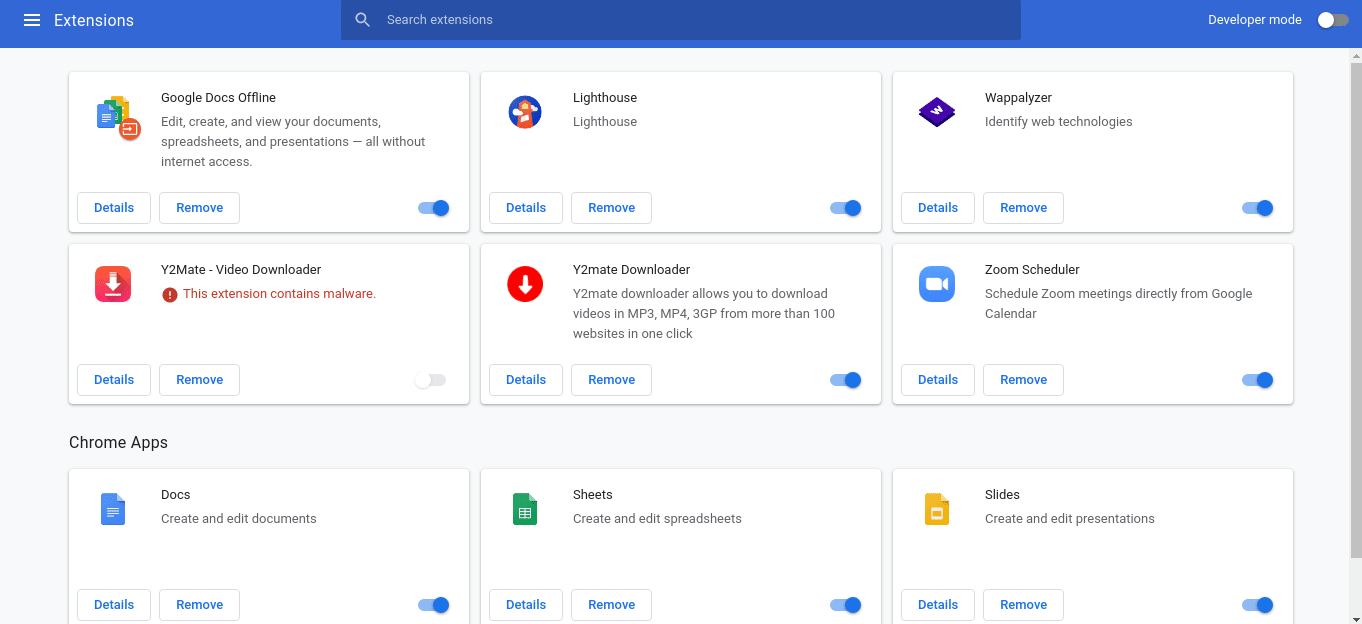 Extensions
Search extensions
Developer mode
Google Docs Offline
Edit, create, and view your documents,
spreadsheets, and presentations — all without
internet access.
Details
Remove
Lighthouse
Lighthouse
Details
Remove
Wappalyzer
Identify web technologies
Details
Remove
Y2Mate - Video Downloader
This extension contains malware.
Details
Remove
Y2mate Downloader
Y2mate downloader allows you to download
videos in MP3, MP4, 3GP from more than 100
websites in one click
Details
Remove
Zoom Scheduler
Schedule Zoom meetings directly from Google
Calendar
Details
Remove
Chrome Apps
Docs
Create and edit documents
Details
Remove
Sheets
Create and edit spreadsheets
Details
Remove
Slides
Create and edit presentations
Details
Remove